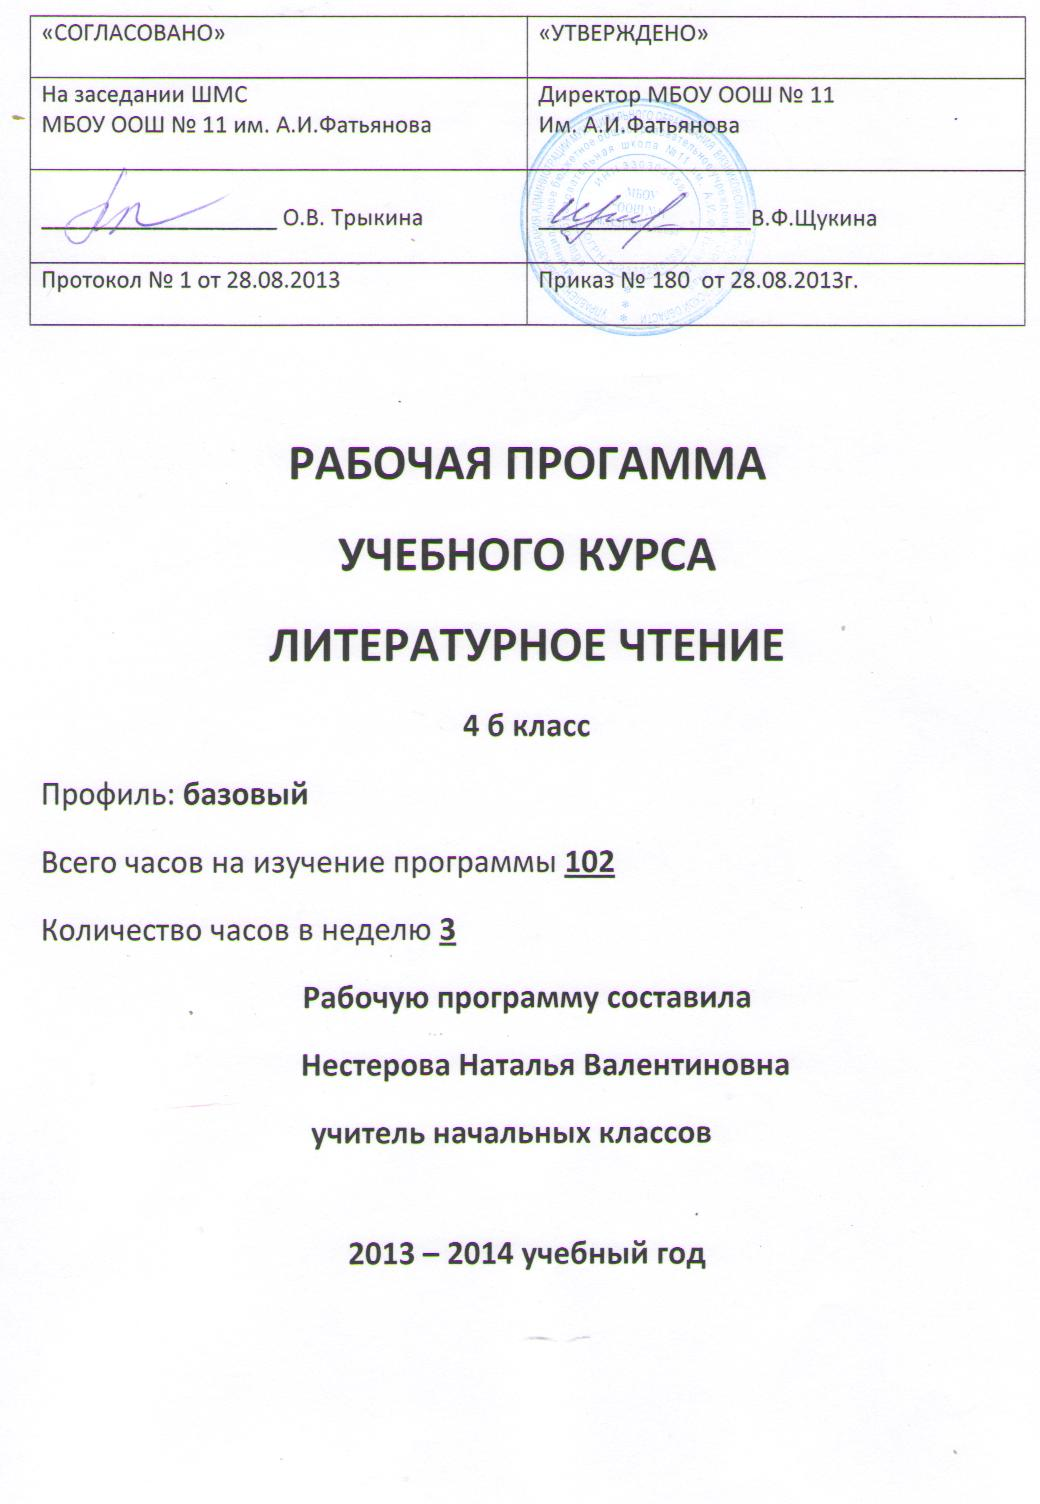 «СОГЛАСОВАНО»
«УТВЕРЖДЕНО»
На заседании ШМС
МБОУ ООШ № 11 им. А.И.Фатьянова
Директор МБОУ ООШ № 11
Им. А.И.Фатьянова
О.В. Трыкина
В.Ф.Щукина
Протокол № 1 от 28.08.2013
Приказ № 180 от 28.08.2013г.
РАБОЧАЯ ПРОГАММА
УЧЕБНОГО КУРСА
ЛИТЕРАТУРНОЕ ЧТЕНИЕ
4 б класс
Профиль: базовый
Всего часов на изучение программы 102
Количество часов в неделю 3
Рабочую программу составила
Нестерова Наталья Валентиновна
учитель начальных классов
2013 – 2014 учебный год